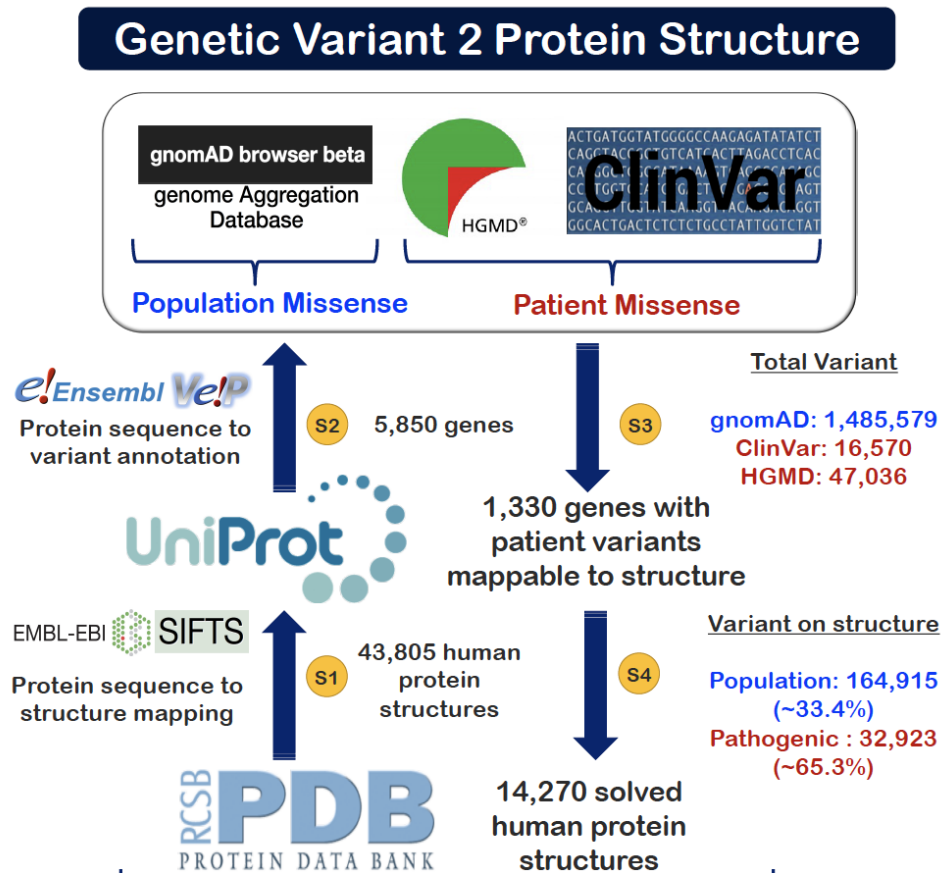 Genetic Variant 2 Protein Structure
gnomAD browser beta
genome Aggregation
Database
HGMD®
ACTGATGGTATGGGGCCAAGAGATATATCT
ClinVar
GGCACTGACTCTCTCTGCCTATTGGTCTAT
Population Missense
Patient Missense
e!Ensembl Ve!P
Protein sequence to
variant annotation
S2
5,850 genes
S3
Total Variant
gnomAD: 1,485,579
ClinVar: 16,570
HGMD: 47,036
UniProt
1,330 genes with
patient variants
mappable to structure
EMBL-EBI SIFTS
Protein sequence to
structure mapping
S1
43,805 human
protein
structures
S4
Variant on structure
Population: 164,915
(~33.4%)
Pathogenic : 32,923
(~65.3%)
RCSB
PDB
PROTEIN DATA BANK
14,270 solved
human protein
structures